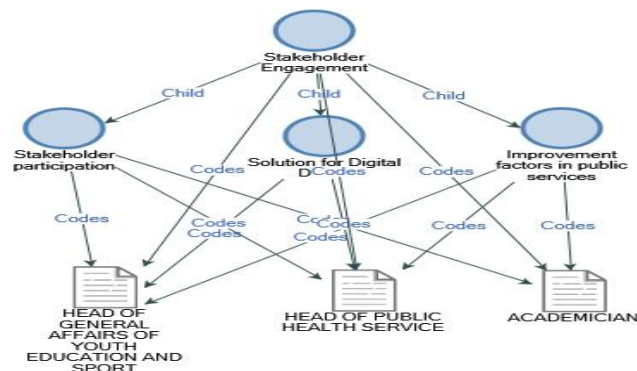 Stakeholder
Engagement
Child
Child
Child
Stakeholder
participation
Solution for Digital
D
Improvement
factors in public
services
Codes
Codes
Codes
Codes
Codes
Codes
Codes
Codes
Codes
Codes
HEAD OF
GENERAL
AFFAIRS OF
YOUTH
EDUCATION AND
SPORT
HEAD OF PUBLIC
HEALTH SERVICE
ACADEMICIAN